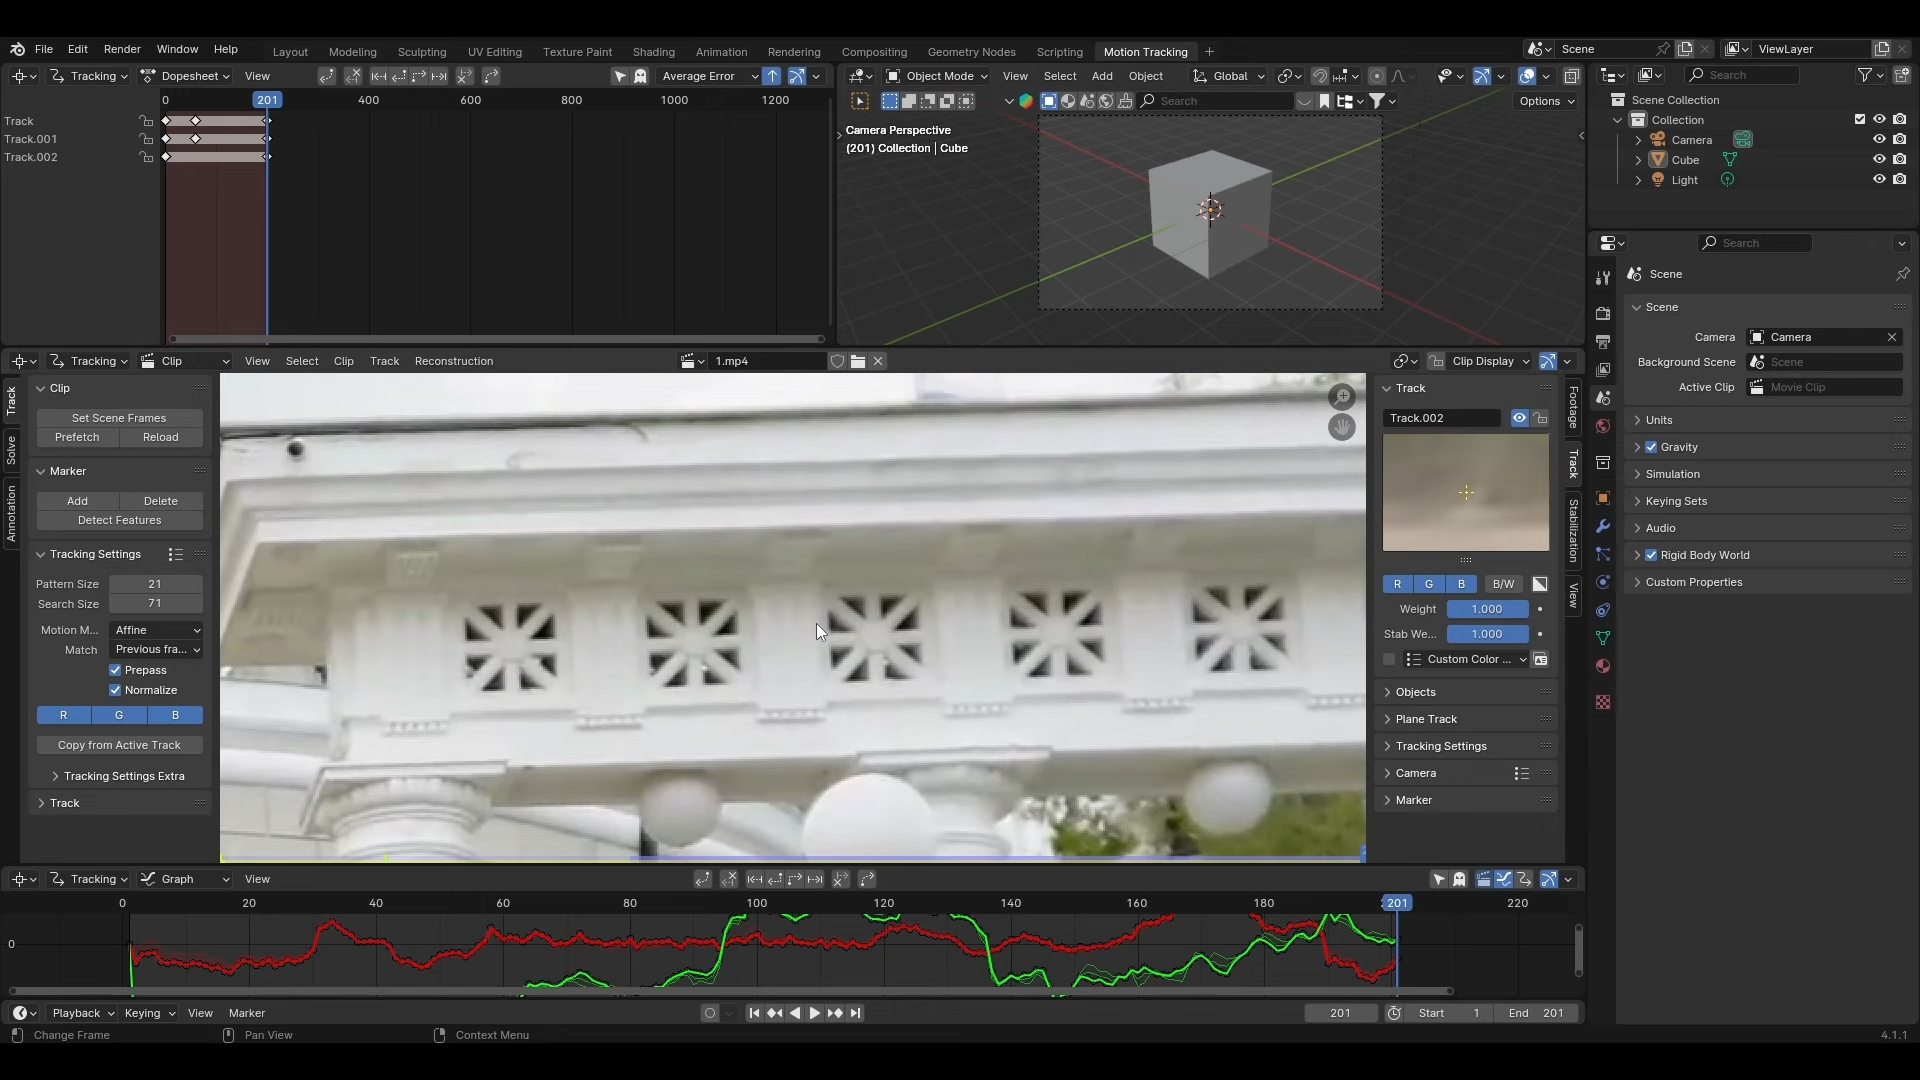 File Edit Render Window Help Layout Modeling Sculpting UV Editing Texture Paint Shading Animation Rendering Compositing Geometry Nodes Scripting Motion Tracking Scene ViewLayer
Tracking Dopesheet View Average Error
0 201 400 600 800 1000 1200
Track
Track.001
Track.002
Object Mode View Select Add Object Global
Search Options
Camera Perspective
(201) Collection | Cube
Search
Scene Collection
Collection
Camera
Cube
Light
Search
Scene
Scene
Camera Camera
Background Scene Scene
Active Clip Movie Clip
Units
Gravity
Simulation
Keying Sets
Audio
Rigid Body World
Custom Properties
Tracking Clip View Select Clip Track Reconstruction 1.mp4 Clip Display
Track
Solve
Annotation
Clip
Set Scene Frames
Prefetch Reload
Marker
Add Delete
Detect Features
Tracking Settings
Pattern Size 21
Search Size 71
Motion M... Affine
Match Previous fra...
Prepass
Normalize
R G B
Copy from Active Track
Tracking Settings Extra
Track
Track
Track.002
R G B B/W
Weight 1.000
Stab We... 1.000
Custom Color ...
Objects
Plane Track
Tracking Settings
Camera
Marker
Footage
Track
Stabilization
View
Tracking Graph View
0 20 40 60 80 100 120 140 160 180 201 220
0
Playback Keying View Marker 201 Start 1 End 201
Change Frame Pan View Context Menu 4.1.1